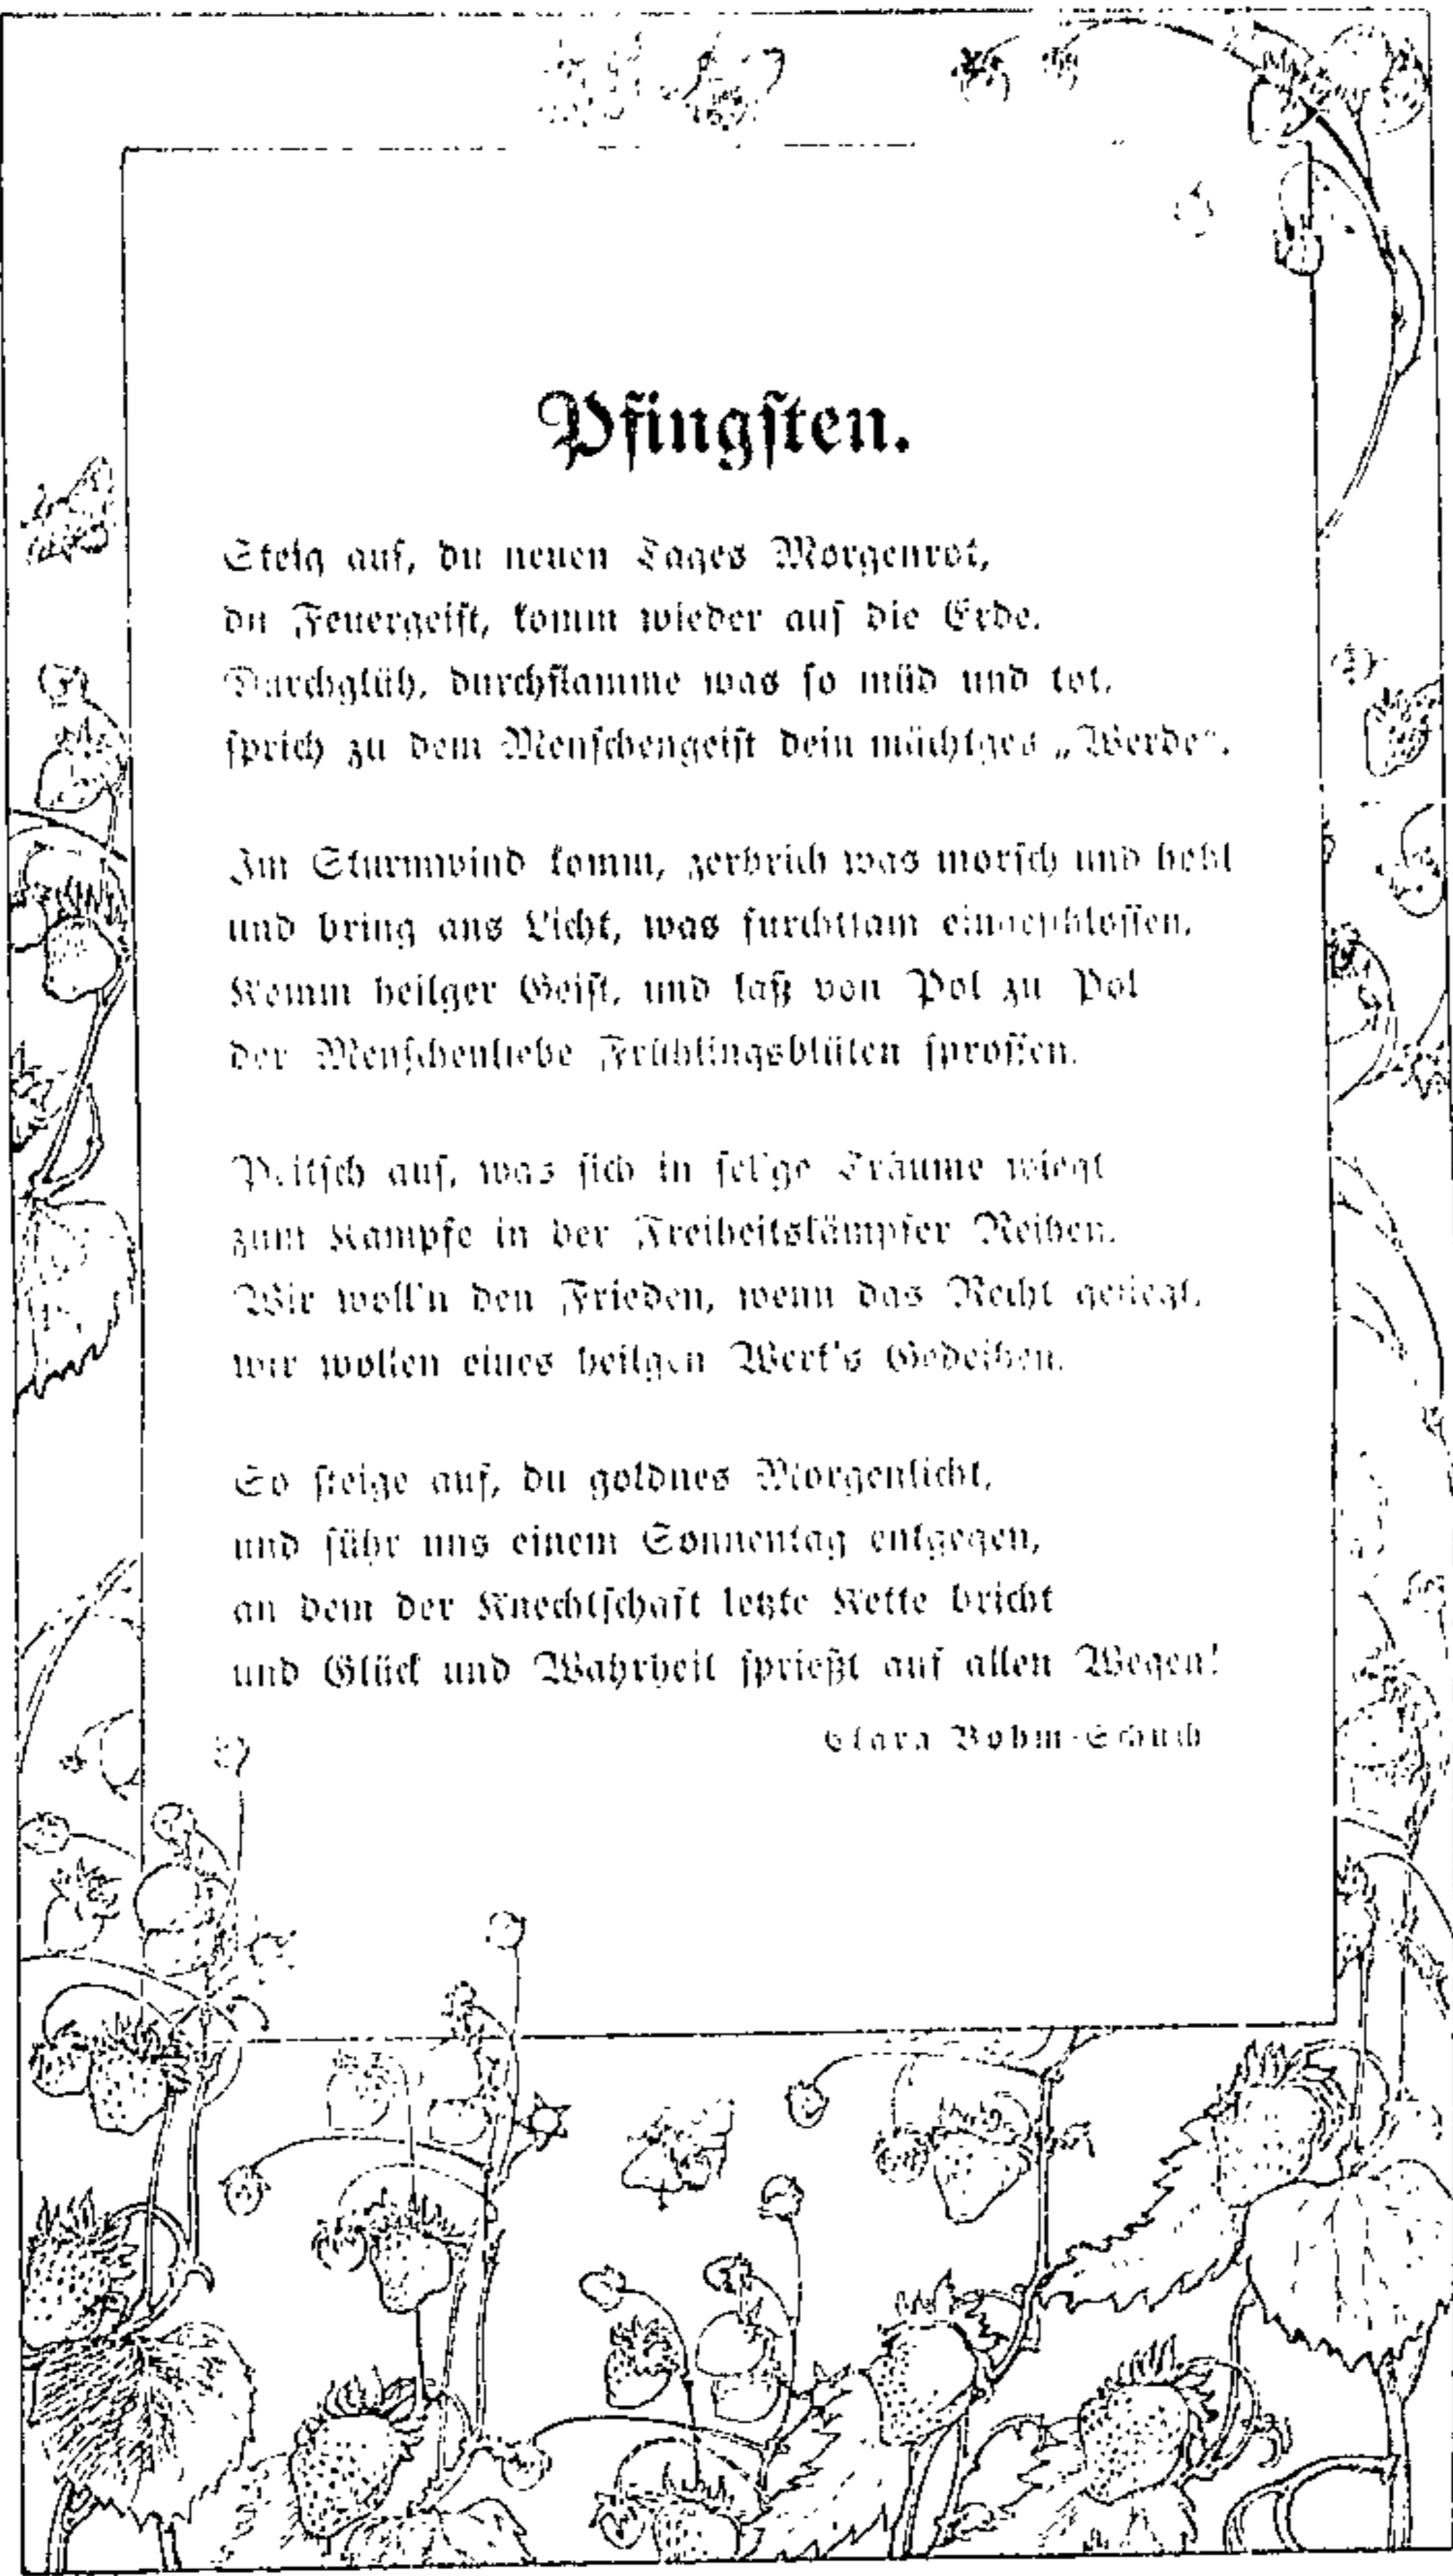 Pfingsten.
Steig auf, du neuen Tages Morgenrot,
du Feuergeist, komm wieder auf die Erde.
Durchglüh, durchflamme was so müd und tot,
sprich zu dem Menschengeist dein mächtges „Werde“.
Im Sturmwind komm, zerbrich was morsch und hohl
und bring ans Licht, was furchtsam eingeschlossen.
Komm heilger Geist, und laß von Pol zu Pol
der Menschenliebe Frühlingsblüten sprossen.
Peitsch auf, was sich in sel'ge Träume wiegt
zum Kampfe in der Freiheitskämpfer Reihen.
Wir woll'n den Frieden, wenn das Recht gesiegt,
wir wollen eines heilgen Werk's Gedeihen.
So steige auf, du goldnes Morgenlicht,
und führ uns einem Sonnentag entgegen,
an dem der Knechtschaft letzte Kette bricht
und Glück und Wahrheit sprießt auf allen Wegen!
Clara Bohm-Schuch